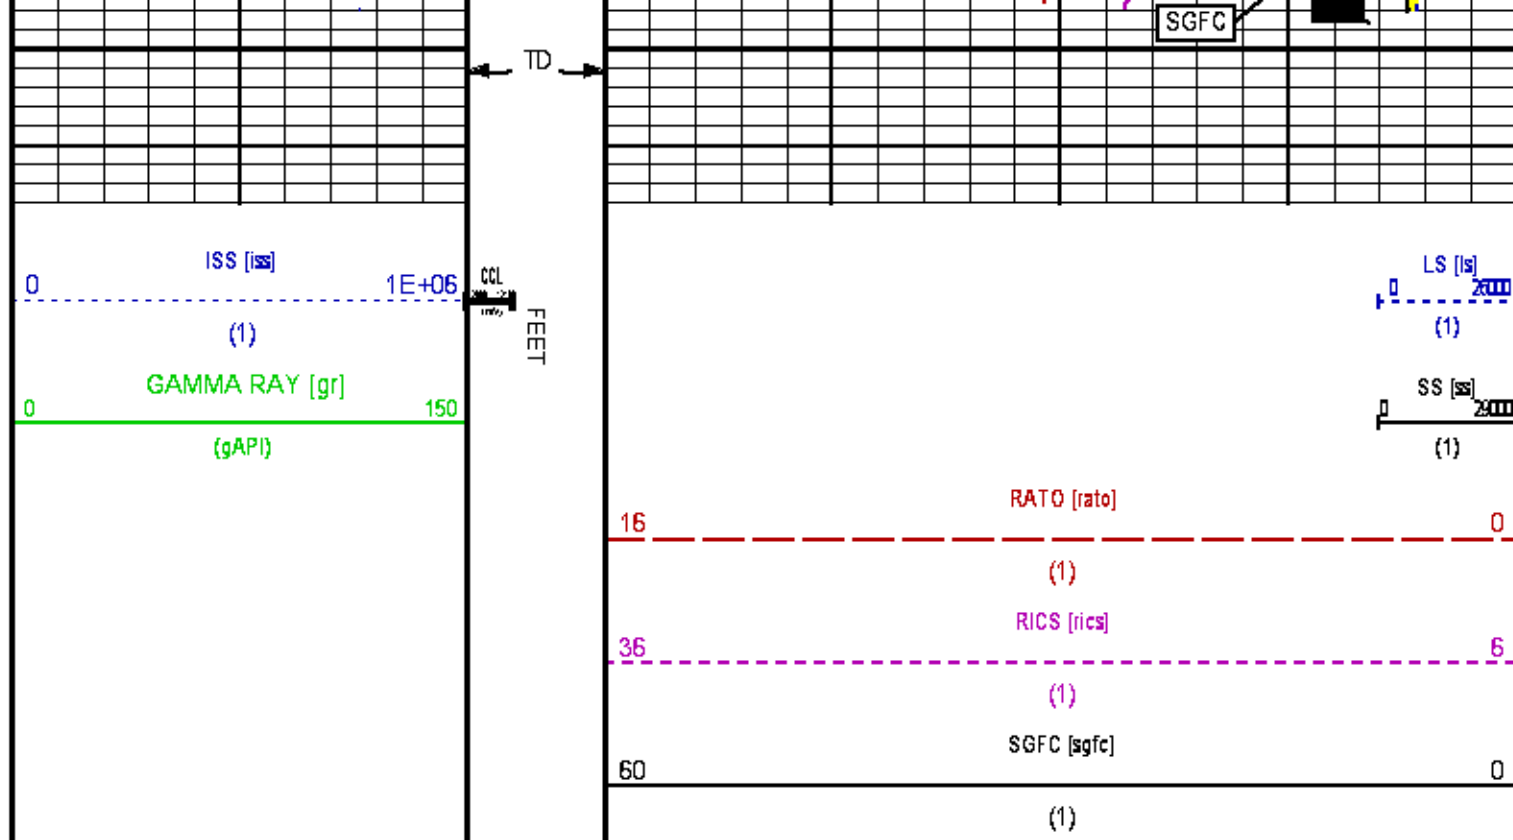 SGFC
TD
ISS [iss]
0 1E+06
(1)
GAMMA RAY [gr]
0 150
(gAPI)
CCL
FEET
LS [ls]
0
(1)
SS [ss]
0
(1)
RATO [rato]
16 0
(1)
RICS [rics]
36 6
(1)
SGFC [sgfc]
60 0
(1)